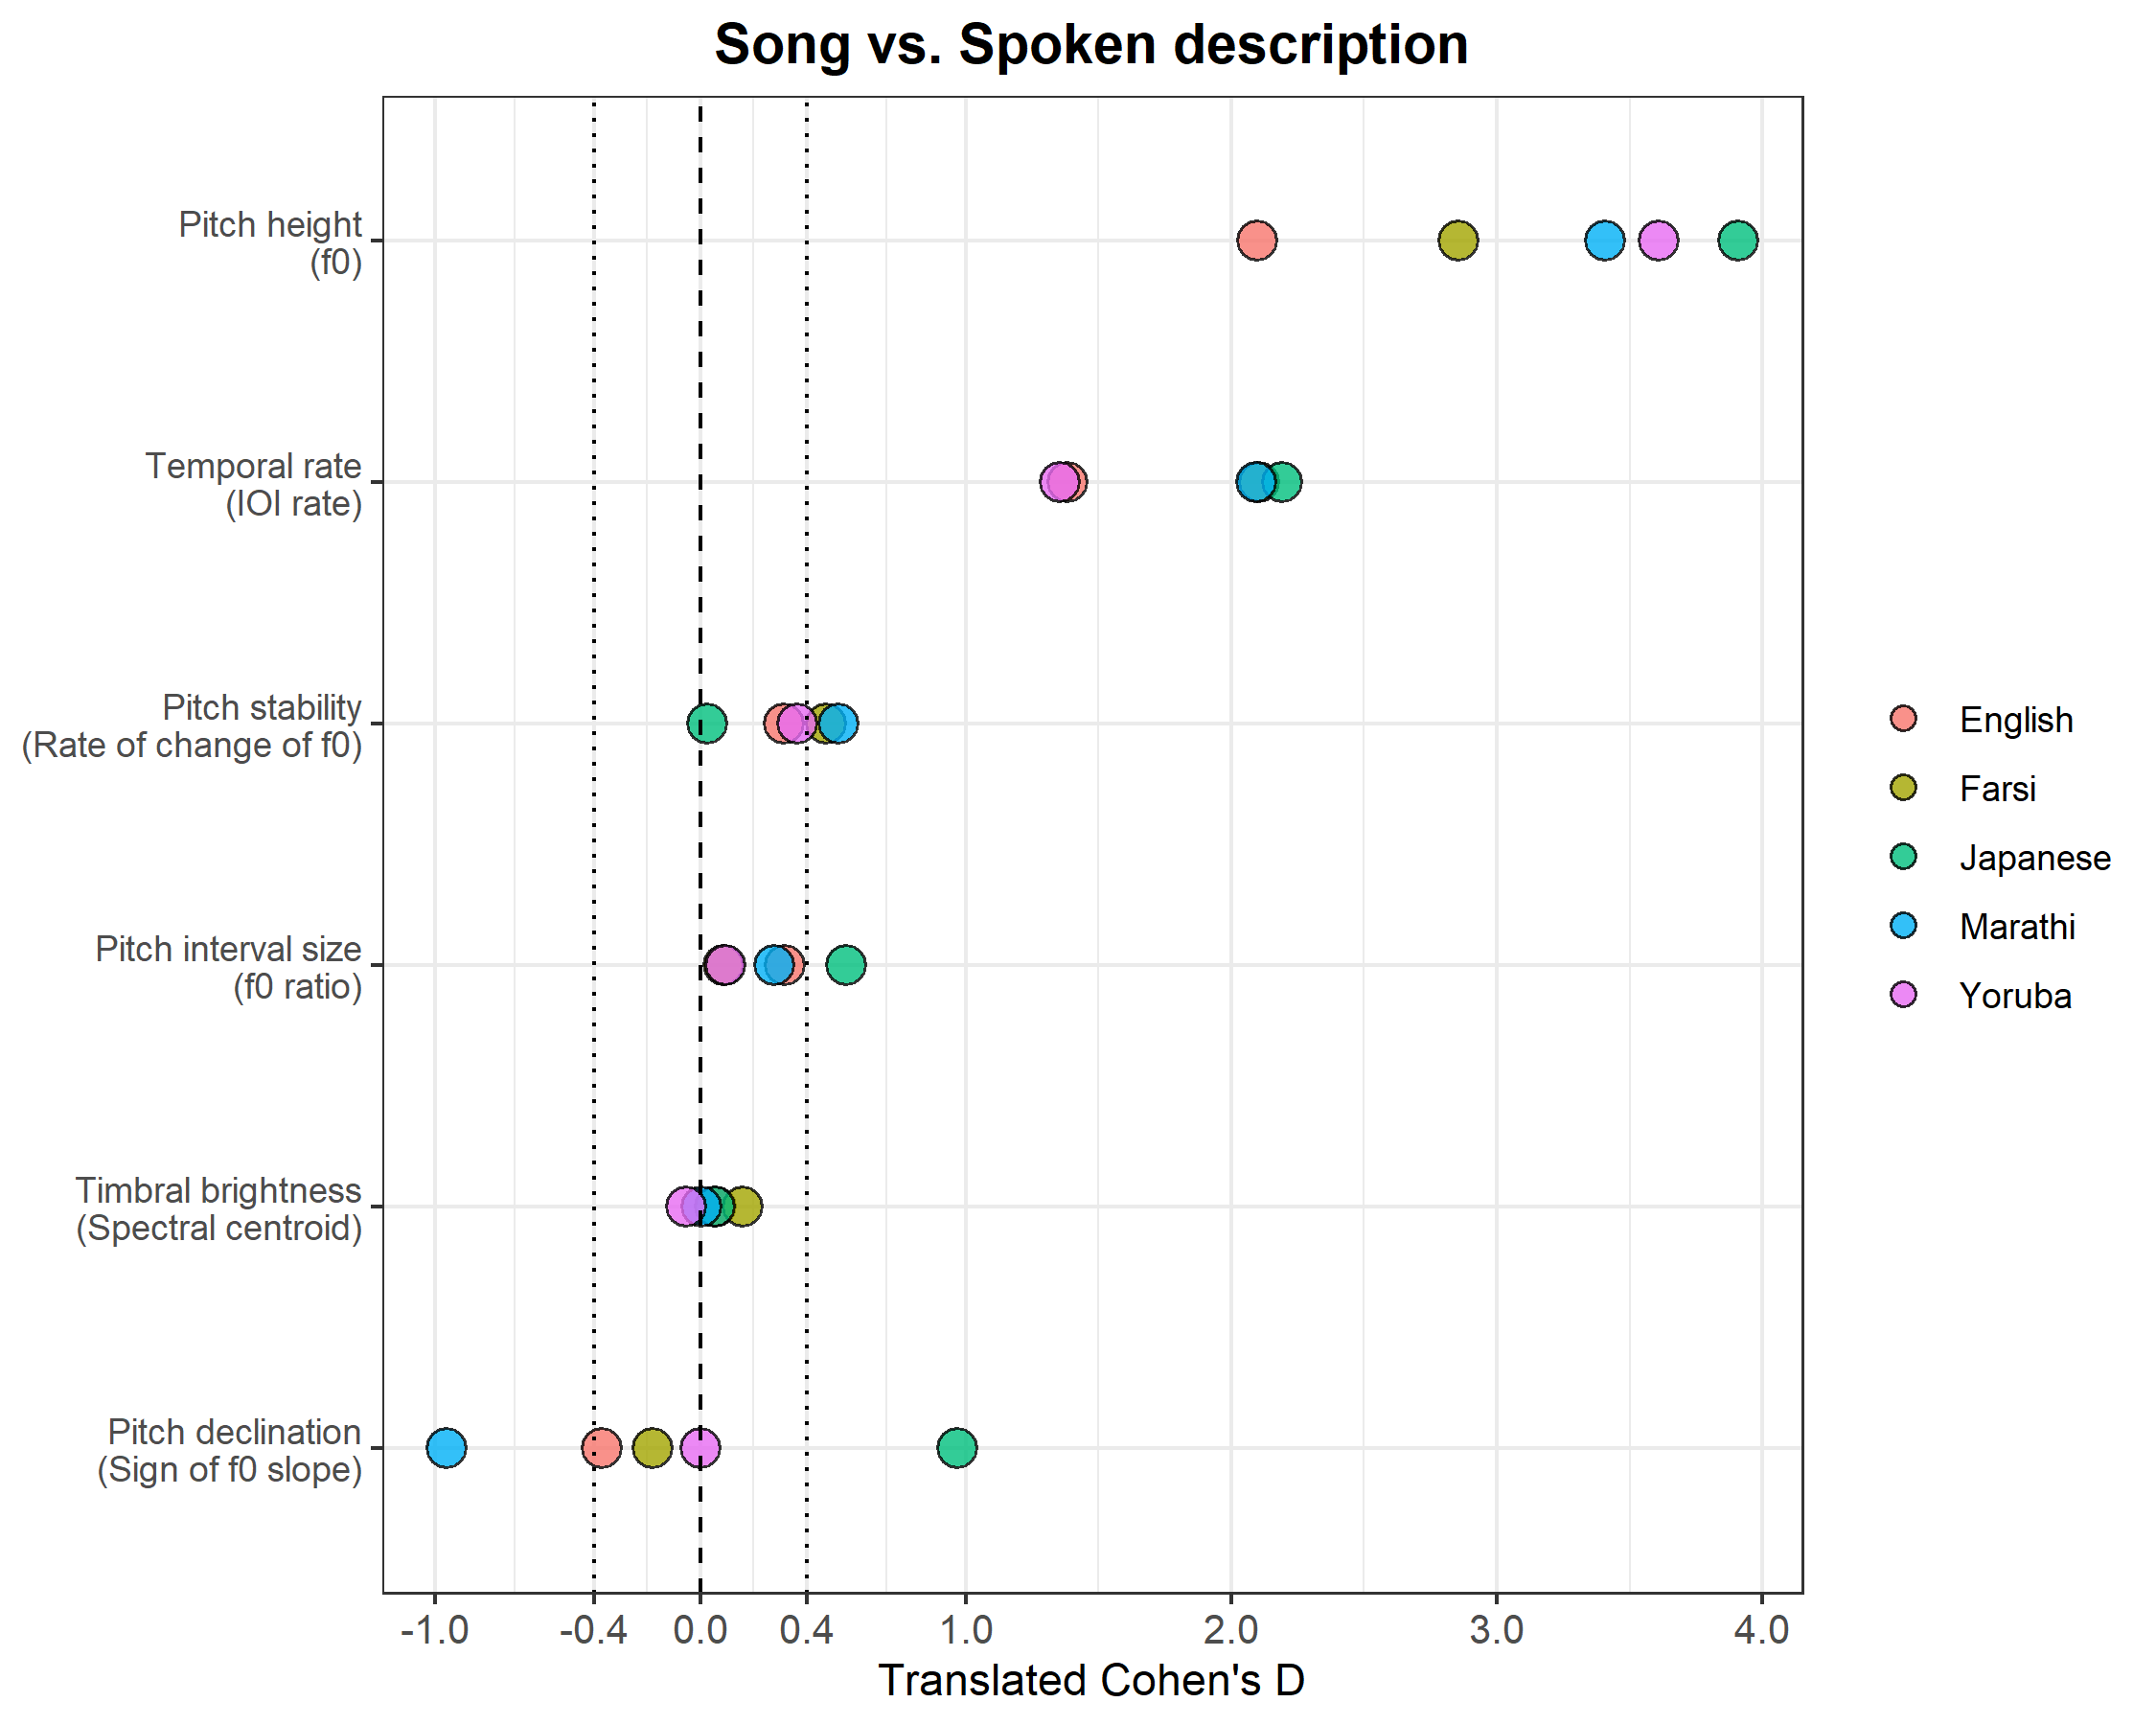 Song vs. Spoken description
Pitch height
(f0)
Temporal rate
(IOI rate)
Pitch stability
(Rate of change of f0)
Pitch interval size
(f0 ratio)
Timbral brightness
(Spectral centroid)
Pitch declination
(Sign of f0 slope)
-1.0 -0.4 0.0 0.4 1.0 2.0 3.0 4.0
Translated Cohen's D
English
Farsi
Japanese
Marathi
Yoruba